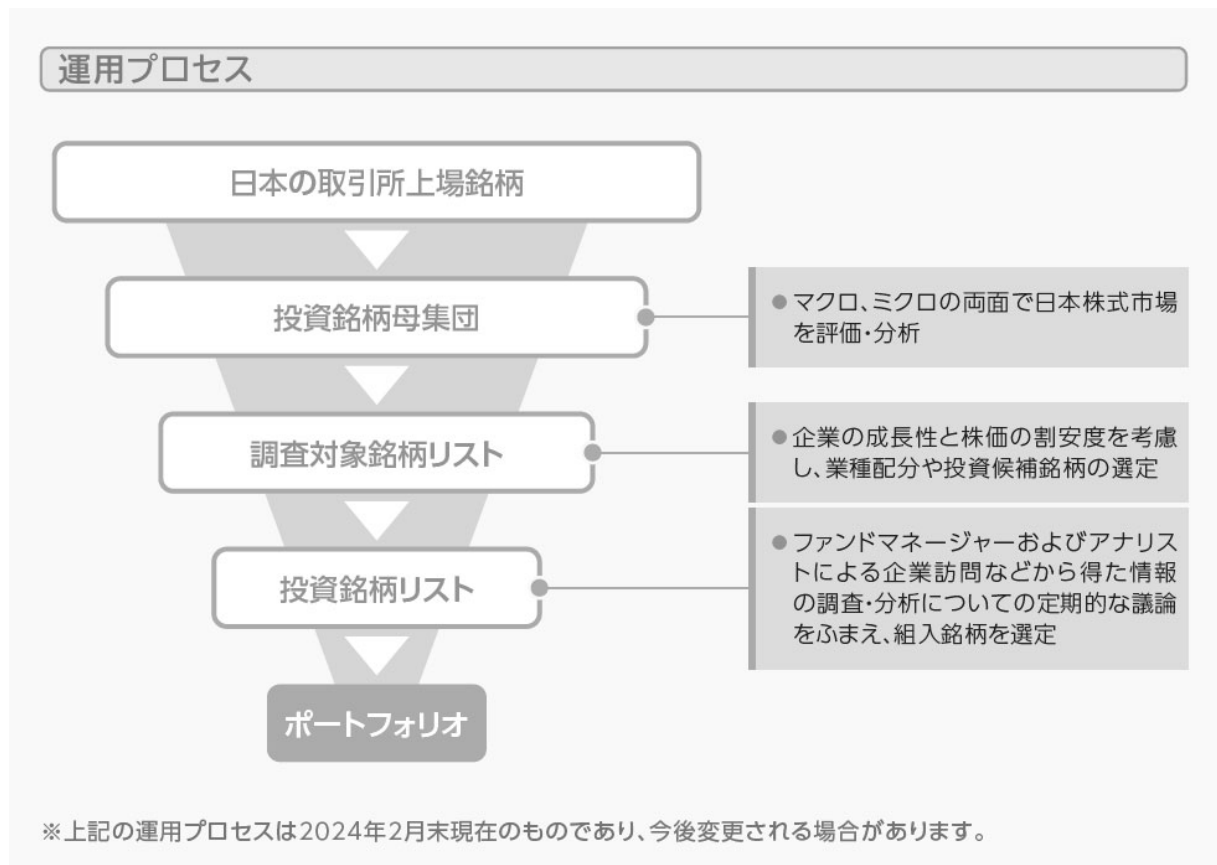 運用プロセス
日本の取引所上場銘柄
投資銘柄母集団
●マクロ、ミクロの両面で日本株式市場
を評価・分析
調査対象銘柄リスト
●企業の成長性と株価の割安度を考慮
し、業種配分や投資候補銘柄の選定
投資銘柄リスト
●ファンドマネージャーおよびアナリス
トによる企業訪問などから得た情報
の調査・分析についての定期的な議論
をふまえ、組入銘柄を選定
ポートフォリオ
※上記の運用プロセスは2024年2月末現在のものであり、今後変更される場合があります。